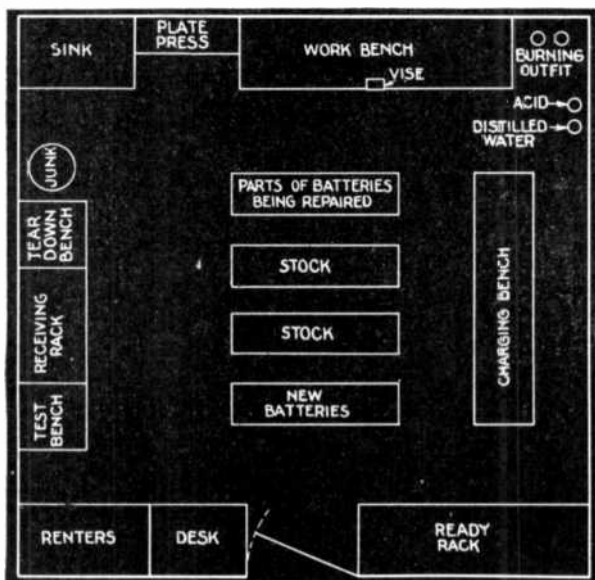 SINK
PLATE
PRESS
WORK BENCH
BURNING
OUTFIT
VISE
ACID
DISTILLED
WATER
JUNK
PARTS OF BATTERIES
BEING REPAIRED
TEAR
DOWN
BENCH
STOCK
RECEIVING
RACK
CHARGING BENCH
STOCK
TEST
BENCH
NEW
BATTERIES
RENTERS
DESK
READY
RACK